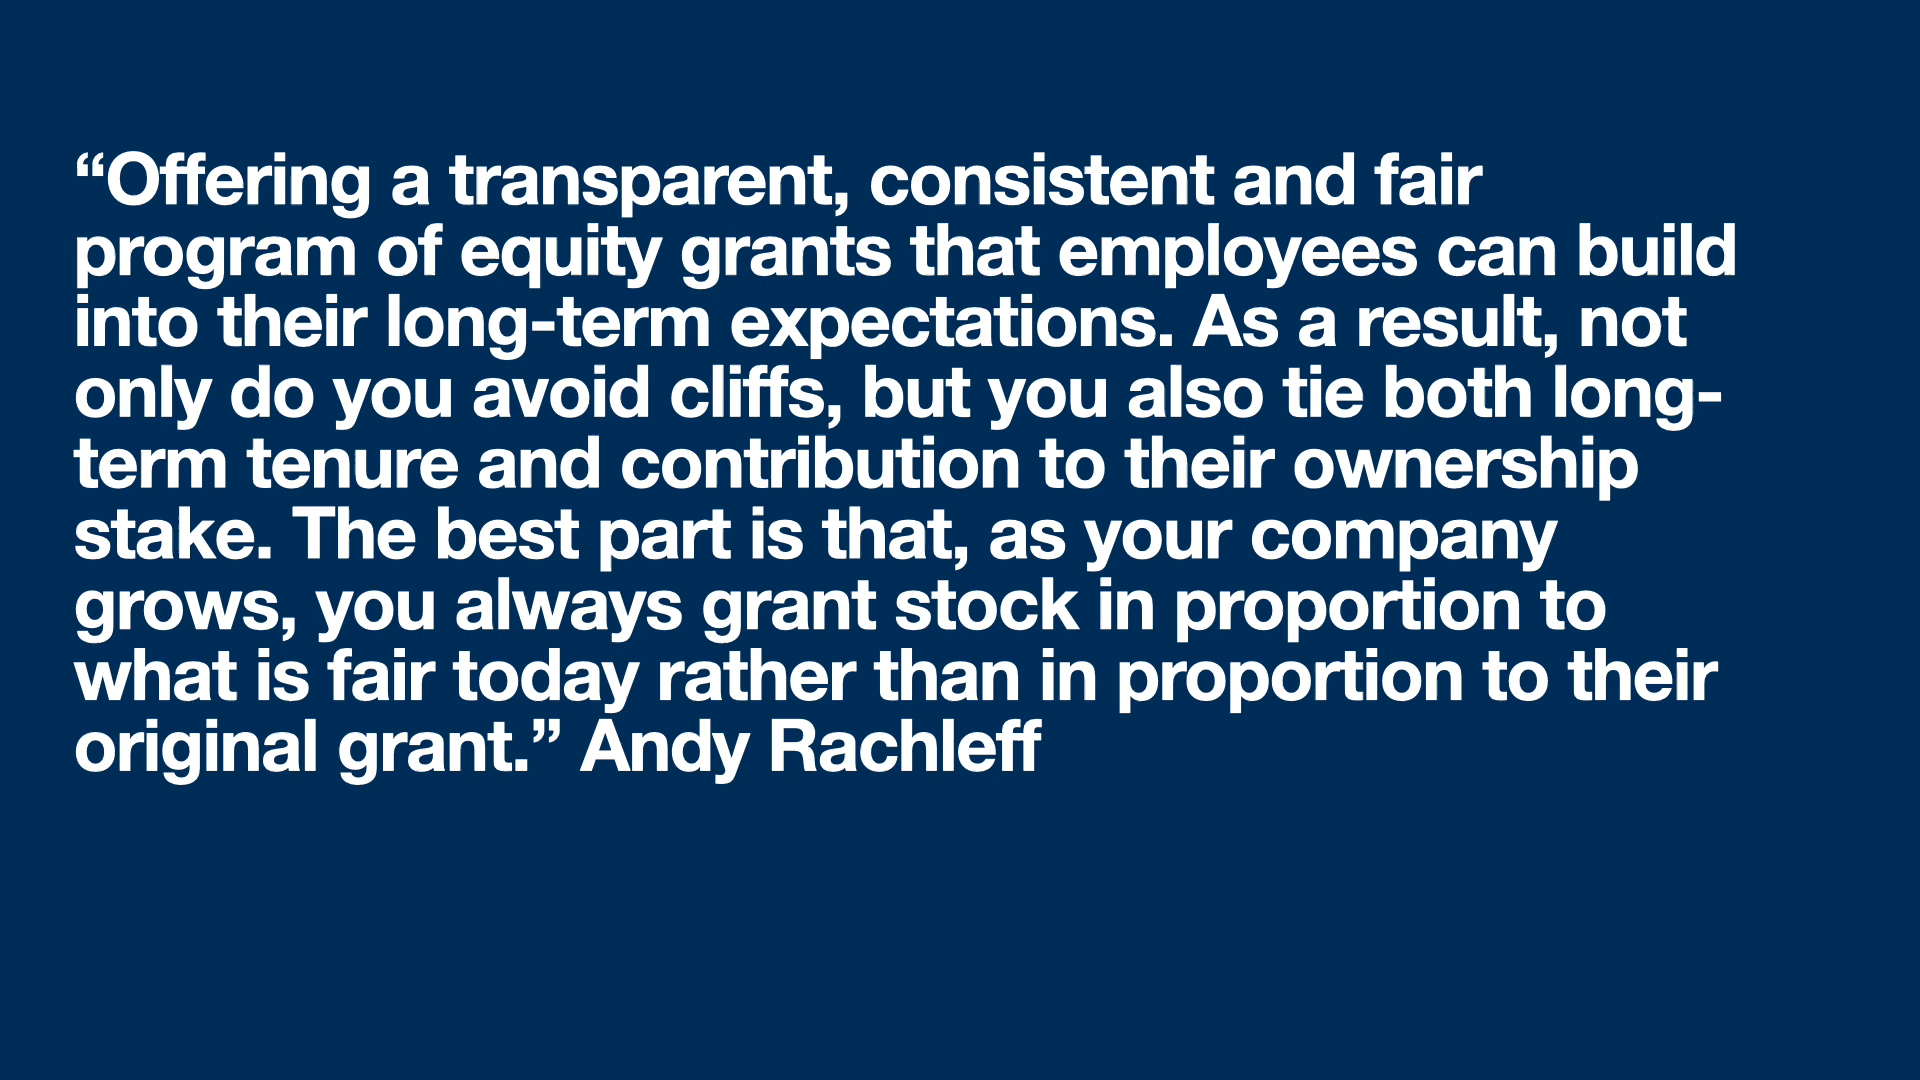 “Offering a transparent, consistent and fair
program of equity grants that employees can build
into their long-term expectations. As a result, not
only do you avoid cliffs, but you also tie both long-
term tenure and contribution to their ownership
stake. The best part is that, as your company
grows, you always grant stock in proportion to
what is fair today rather than in proportion to their
original grant.” Andy Rachleff